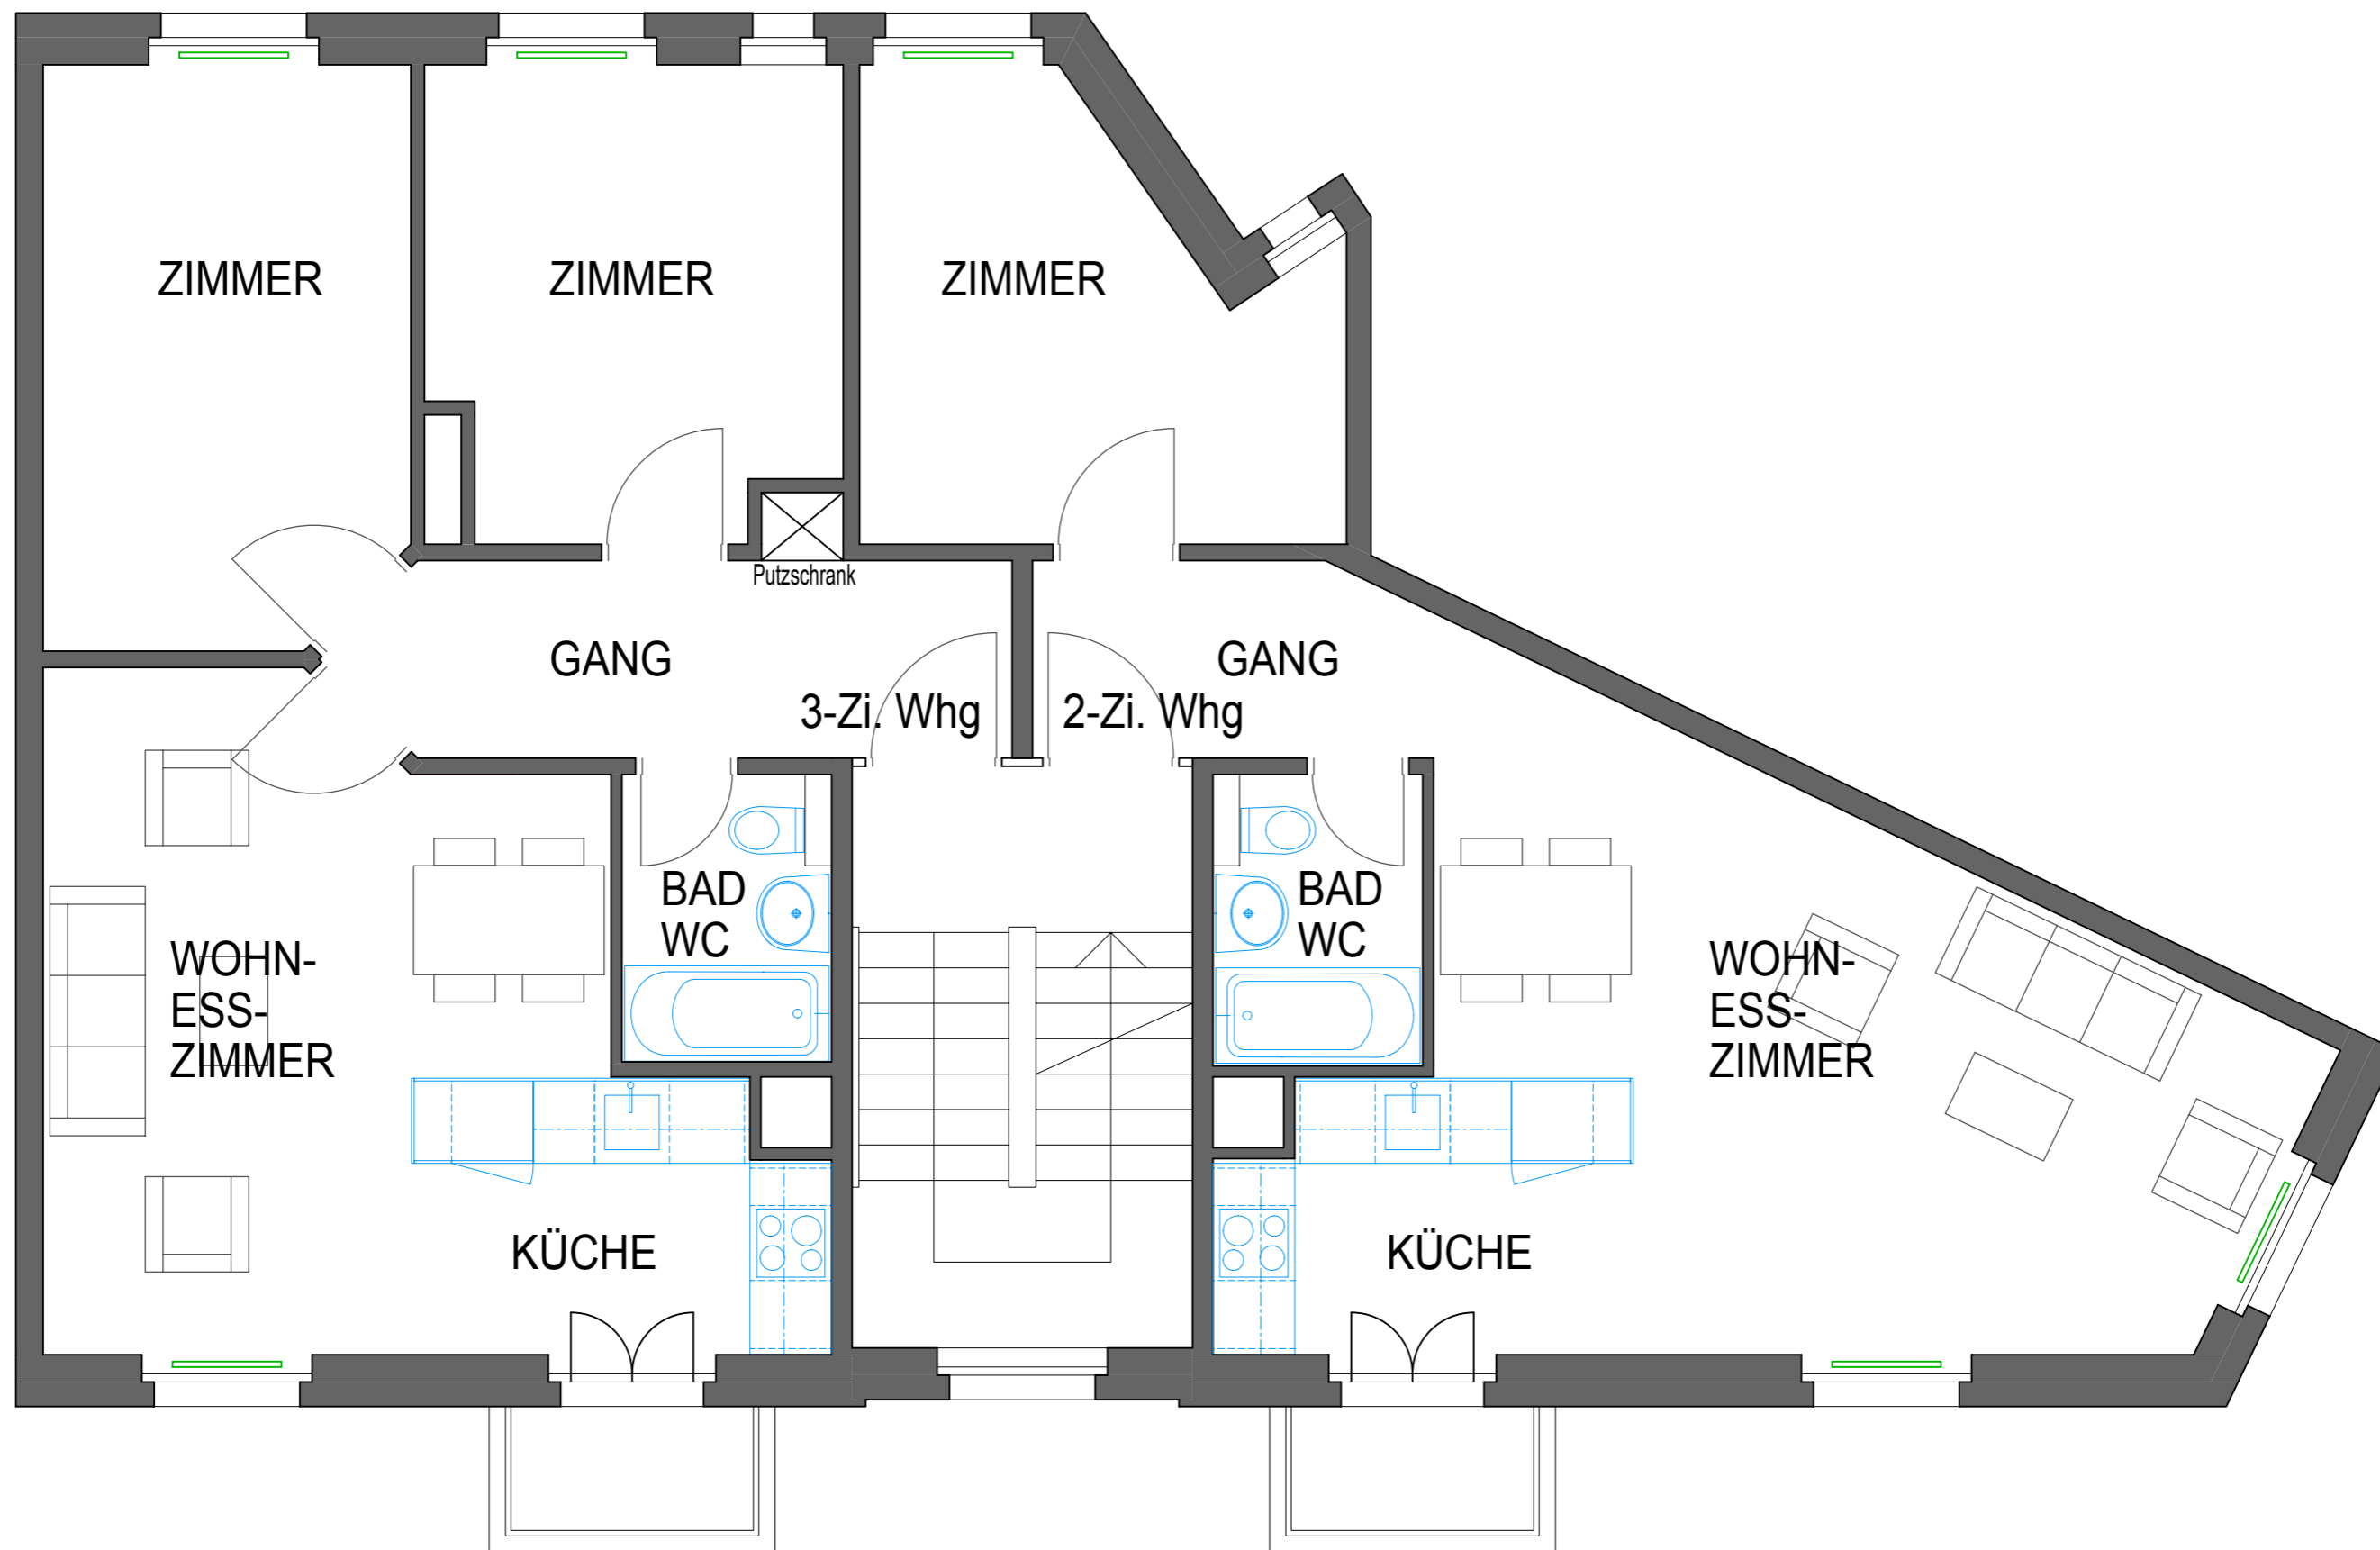 ZIMMER
ZIMMER
ZIMMER
Putzschrank
GANG
GANG
3-Zi. Whg
2-Zi. Whg
BAD
WC
BAD
WC
WOHN-
ESS-
ZIMMER
WOHN-
ESS-
ZIMMER
KÜCHE
KÜCHE